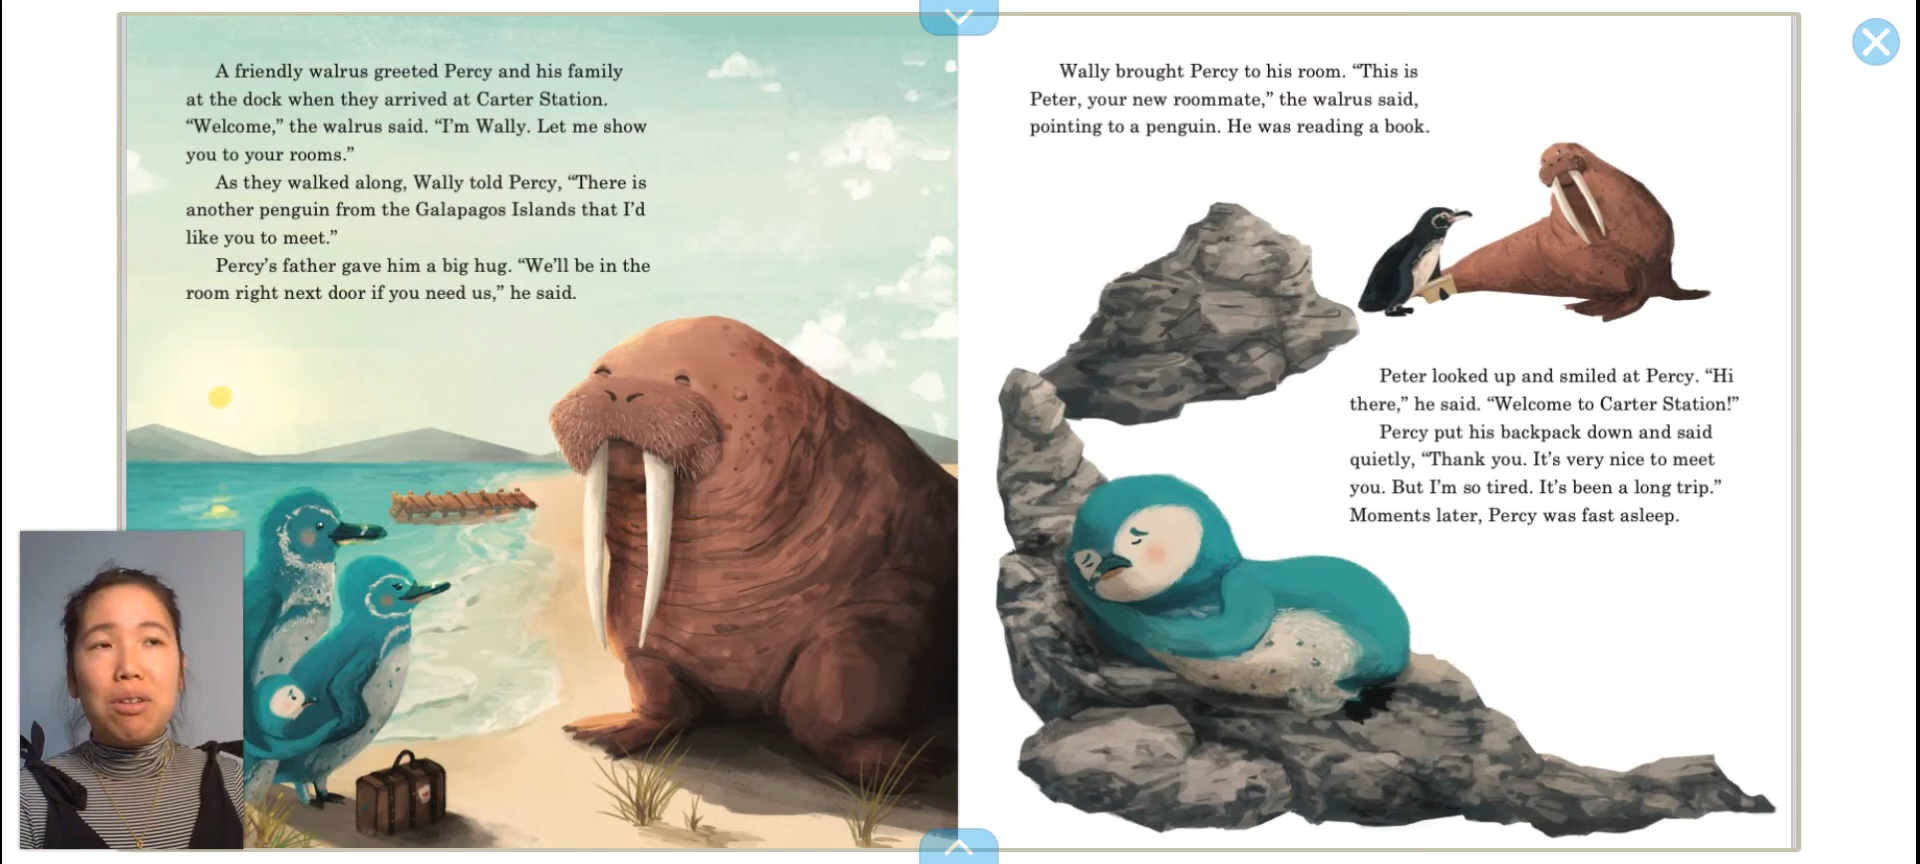 A friendly walrus greeted Percy and his family
at the dock when they arrived at Carter Station.
“Welcome,” the walrus said. “I’m Wally. Let me show
you to your rooms.”
As they walked along, Wally told Percy, “There is
another penguin from the Galapagos Islands that I’d
like you to meet.”
Percy’s father gave him a big hug. “We’ll be in the
room right next door if you need us,” he said.
Wally brought Percy to his room. “This is
Peter, your new roommate,” the walrus said,
pointing to a penguin. He was reading a book.
Peter looked up and smiled at Percy. “Hi
there,” he said. “Welcome to Carter Station!”
Percy put his backpack down and said
quietly, “Thank you. It’s very nice to meet
you. But I’m so tired. It’s been a long trip.”
Moments later, Percy was fast asleep.